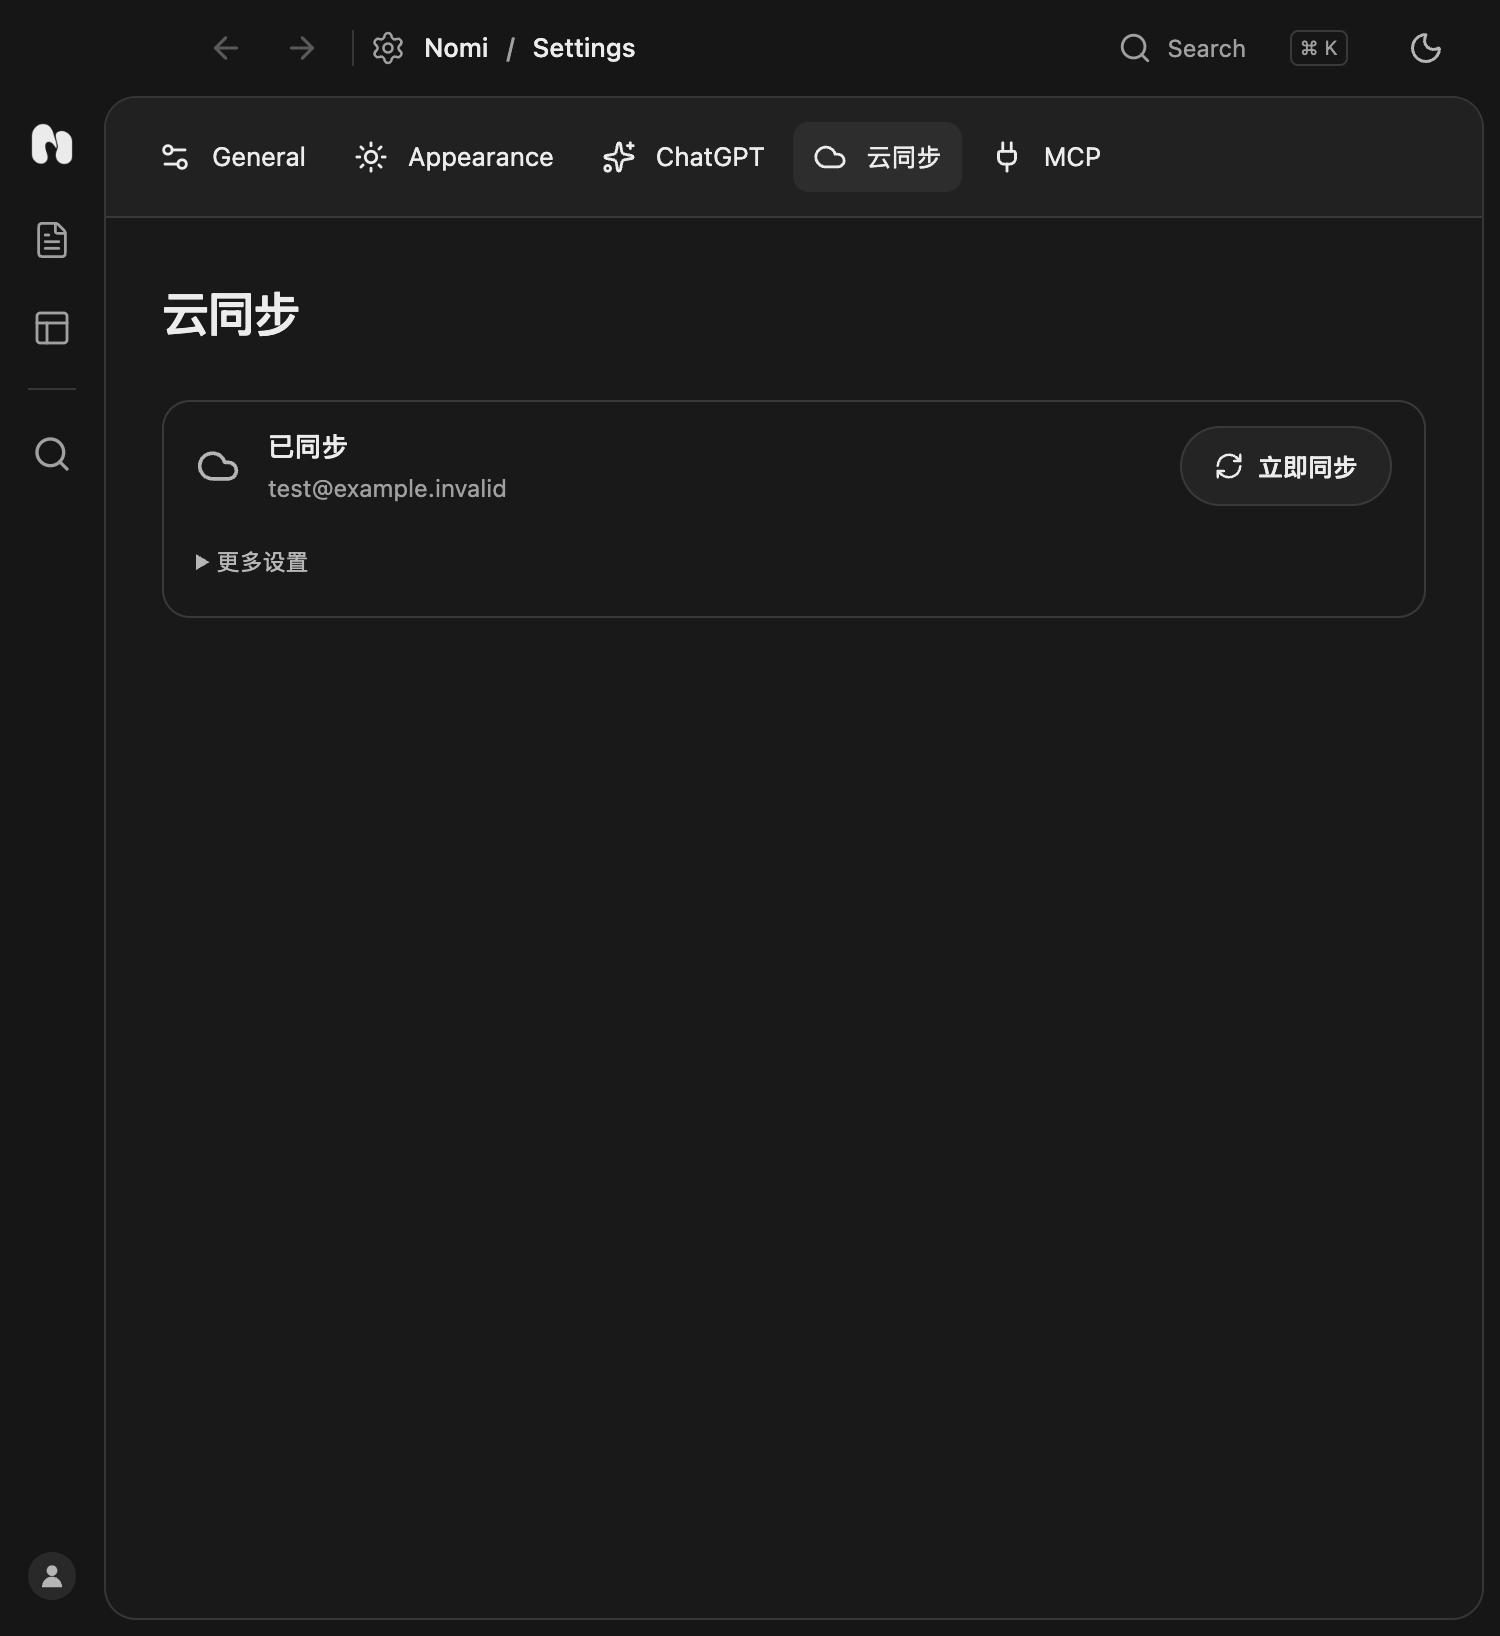 Nomi / Settings
Search ⌘ K
General
Appearance
ChatGPT
云同步
MCP
云同步
已同步
test@example.invalid
立即同步
更多设置